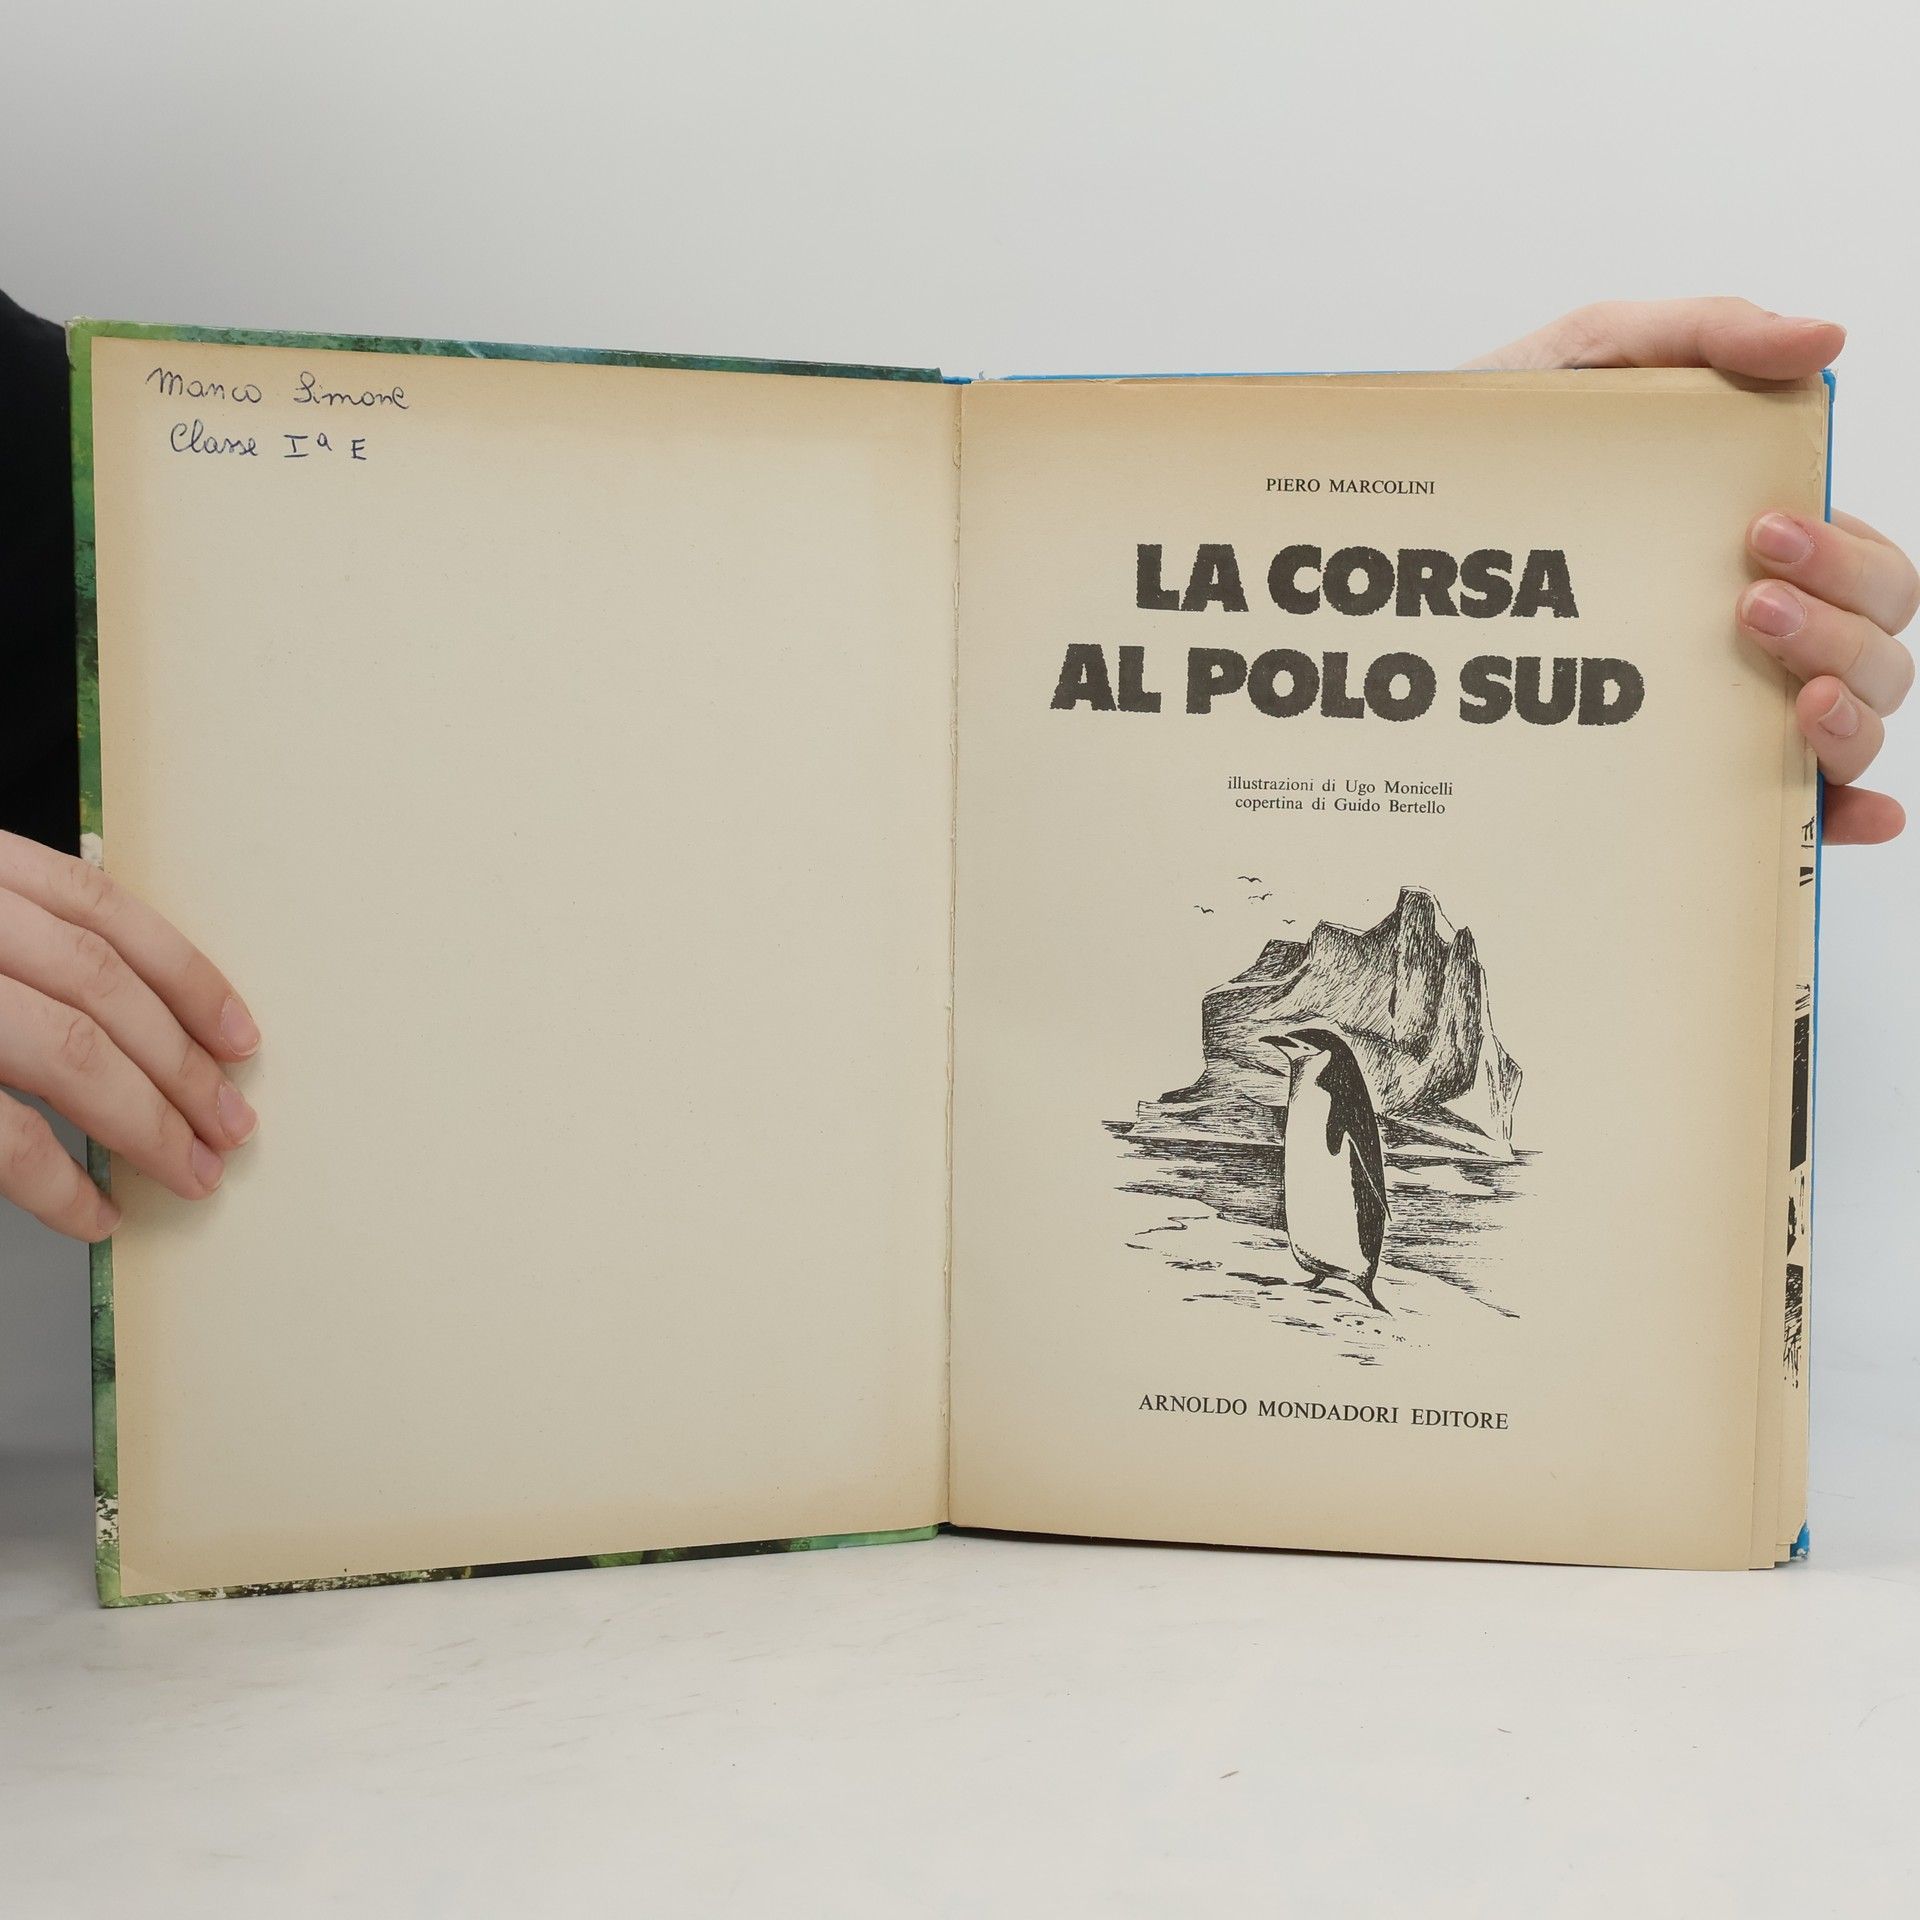 Manco Simone
Classe Iª E
PIERO MARCOLINI
LA CORSA
AL POLO SUD
illustrazioni di Ugo Monicelli
copertina di Guido Bertello
ARNOLDO MONDADORI EDITORE